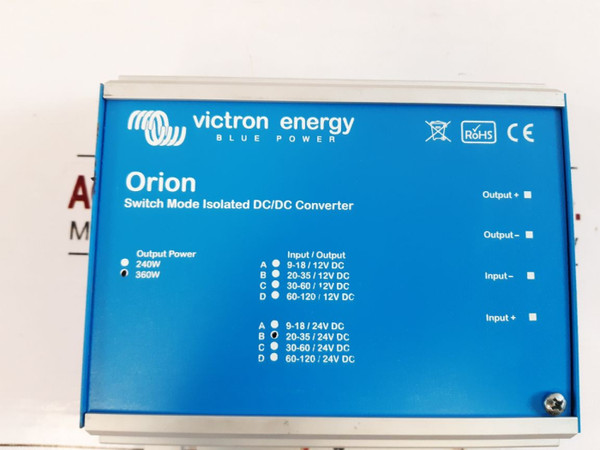 victron energy
BLUE POWER
RoHS
CE
Orion
Switch Mode Isolated DC/DC Converter
Output Power
240W
360W
Input / Output
A 9-18 / 12V DC
B 20-35 / 12V DC
C 30-60 / 12V DC
D 60-120 / 12V DC
A 9-18 / 24V DC
B 20-35 / 24V DC
C 30-60 / 24V DC
D 60-120 / 24V DC
Output +
Output –
Input –
Input +